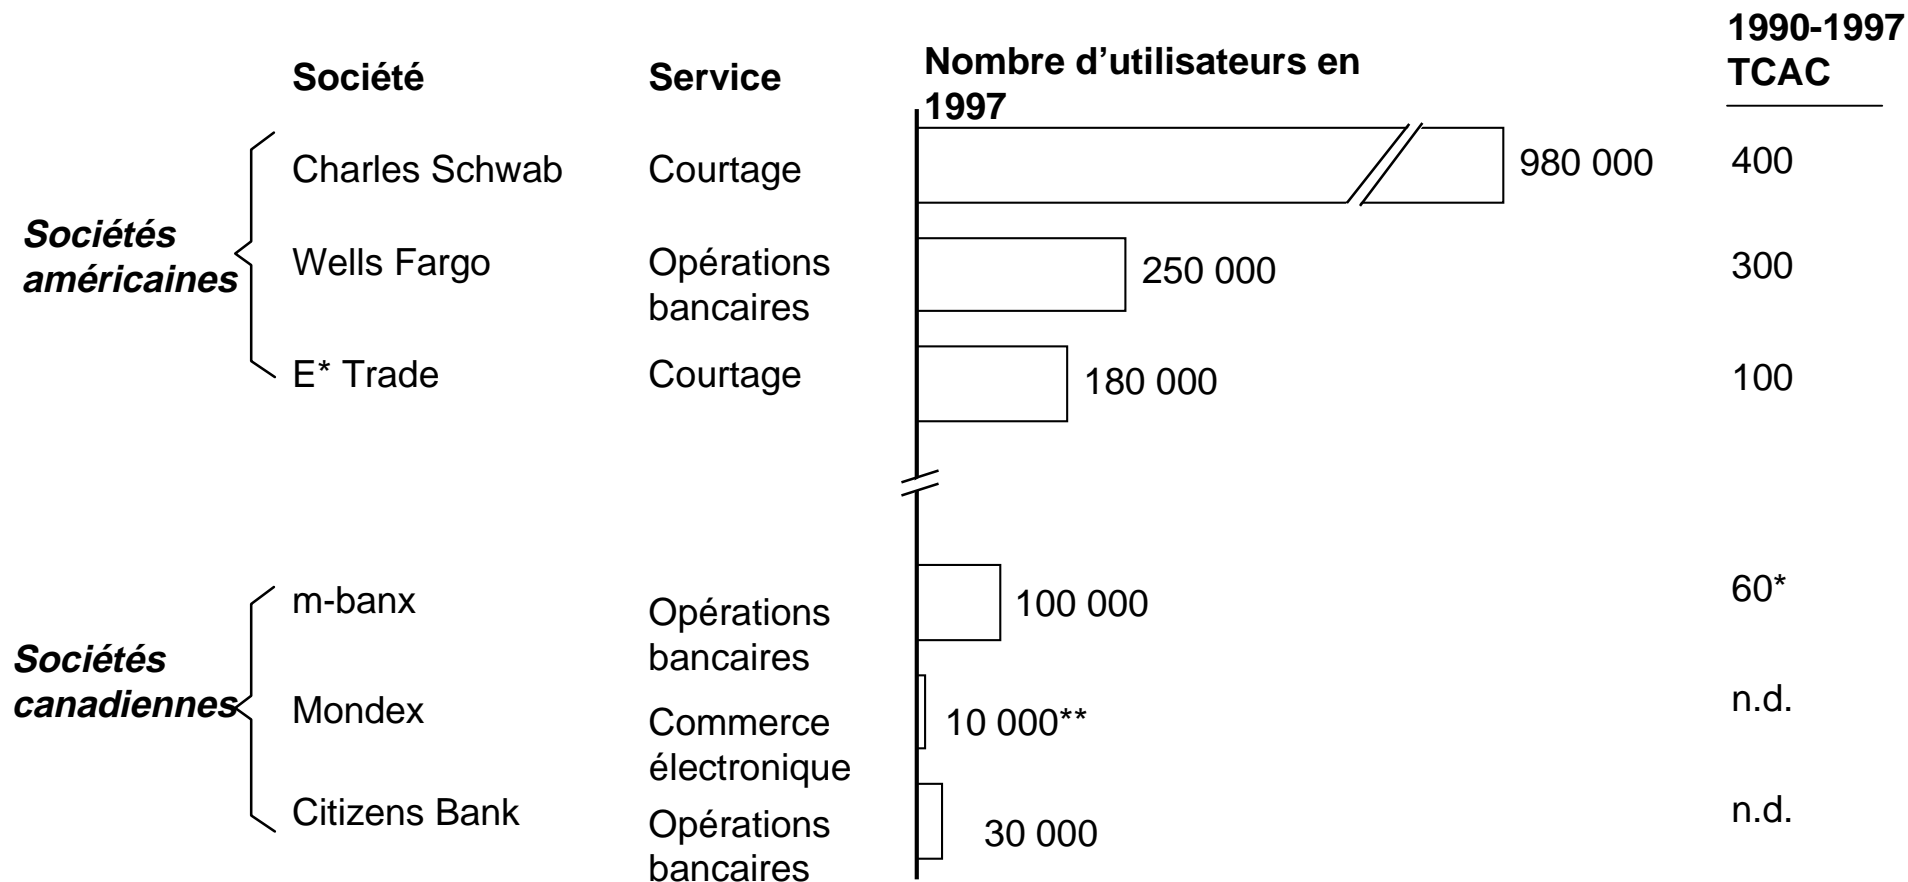 Société
Service
Nombre d’utilisateurs en
1997
1990-1997
TCAC
Sociétés
américaines
Charles Schwab
Courtage
980 000
400
Wells Fargo
Opérations
bancaires
250 000
300
E* Trade
Courtage
180 000
100
Sociétés
canadiennes
m-banx
Opérations
bancaires
100 000
60*
Mondex
Commerce
électronique
10 000**
n.d.
Citizens Bank
Opérations
bancaires
30 000
n.d.